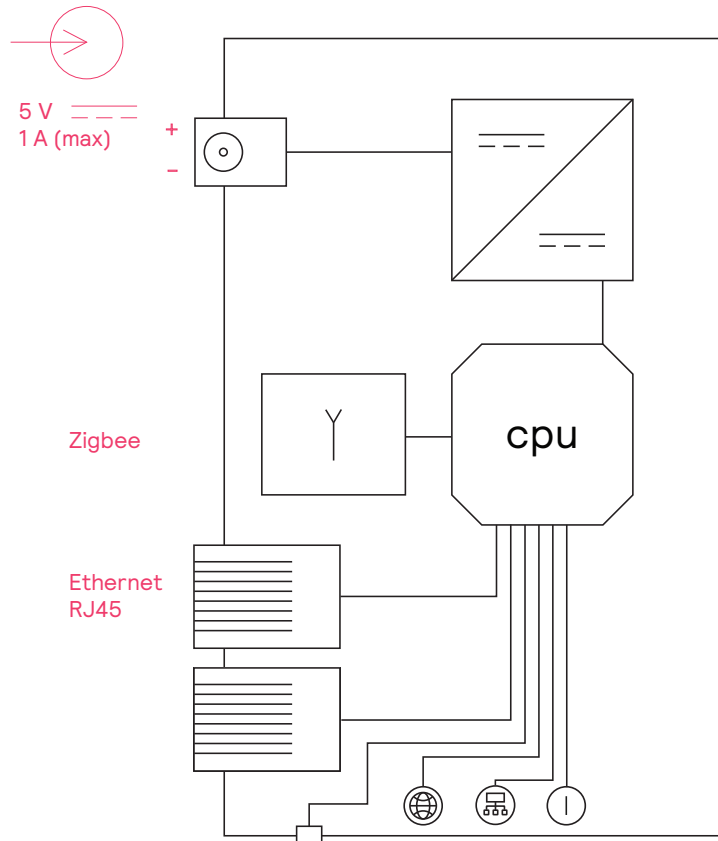 5 V
1 A (max)
+
−
cpu
Zigbee
Ethernet
RJ45